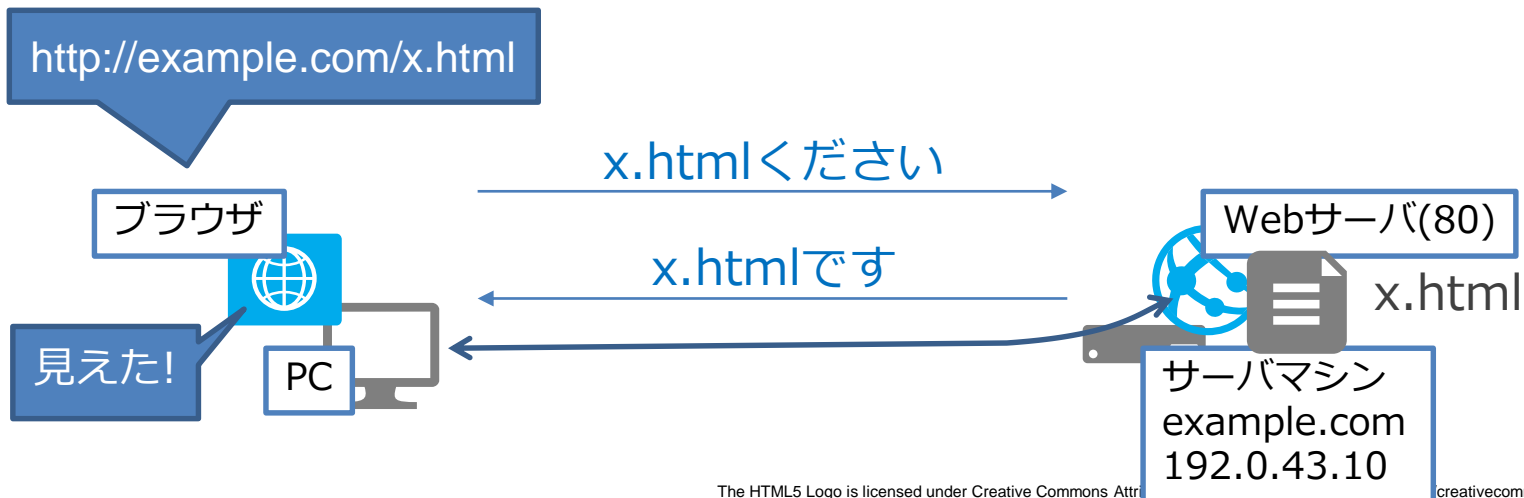 http://example.com/x.html
x.htmlください
ブラウザ
Webサーバ(80)
x.htmlです
x.html
見えた!
PC
サーバマシン
example.com
192.0.43.10
The HTML5 Logo is licensed under Creative Commons